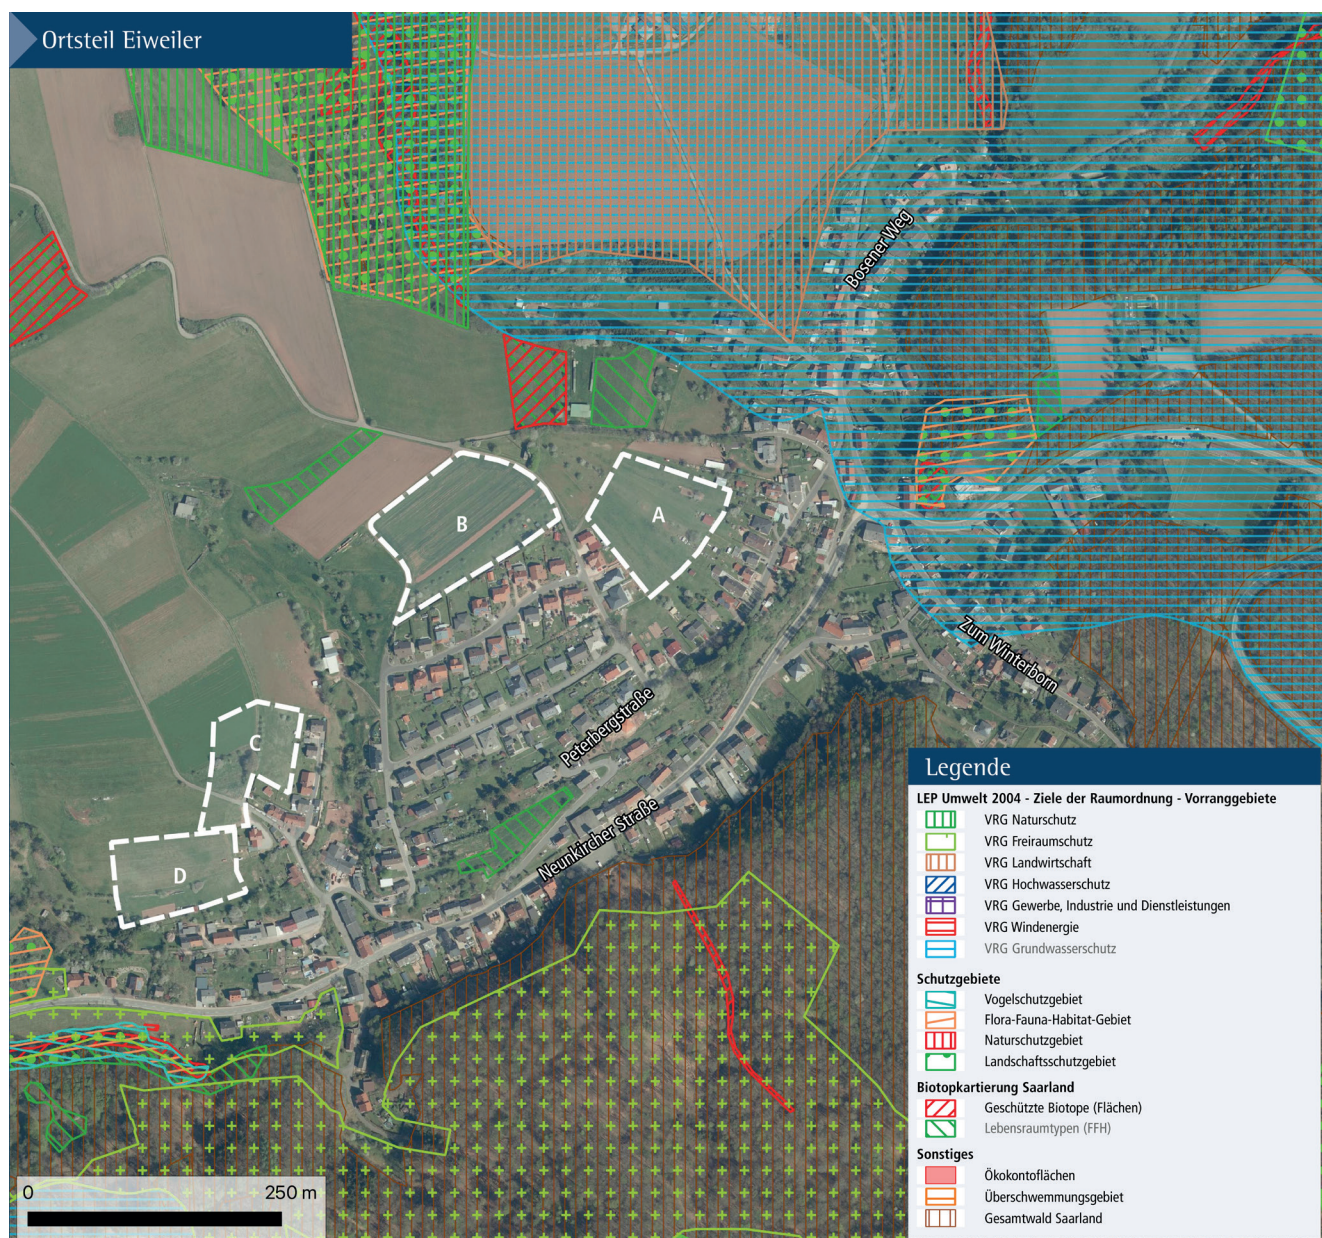 Ortsteil Eiweiler
Bosener Weg
A
B
Zum Winterborn
Peterbergstraße
C
Neunkircher Straße
D
Legende
LEP Umwelt 2004 - Ziele der Raumordnung - Vorranggebiete
VRG Naturschutz
VRG Freiraumschutz
VRG Landwirtschaft
VRG Hochwasserschutz
VRG Gewerbe, Industrie und Dienstleistungen
VRG Windenergie
VRG Grundwasserschutz
Schutzgebiete
Vogelschutzgebiet
Flora-Fauna-Habitat-Gebiet
Naturschutzgebiet
Landschaftsschutzgebiet
Biotopkartierung Saarland
Geschützte Biotope (Flächen)
Lebensraumtypen (FFH)
Sonstiges
Ökokontoflächen
Überschwemmungsgebiet
Gesamtwald Saarland
0 250 m